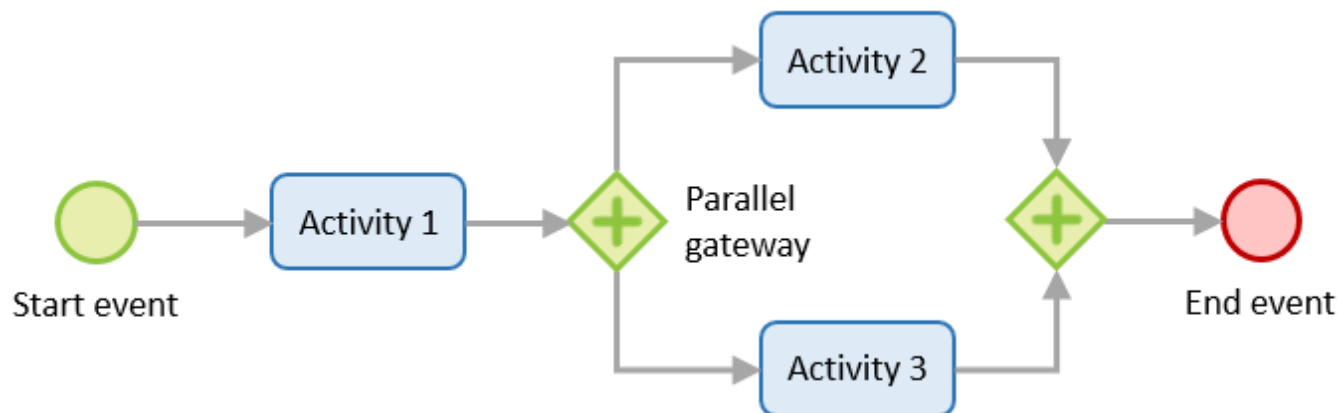 Activity 2
Activity 1
Parallel
gateway
Start event
End event
Activity 3